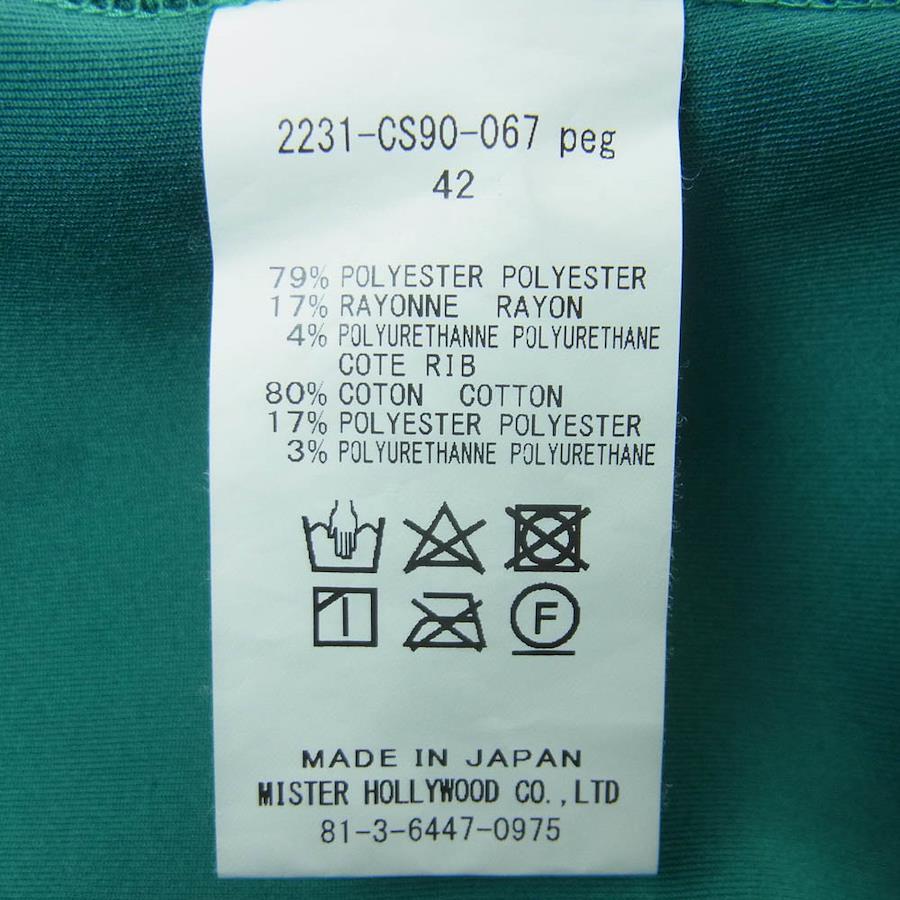 2231-CS90-067 peg
42
79% POLYESTER POLYESTER
17% RAYONNE RAYON
4% POLYURETHANNE POLYURETHANE
COTE RIB
80% COTON COTTON
17% POLYESTER POLYESTER
3% POLYURETHANNE POLYURETHANE
F
MADE IN JAPAN
MISTER HOLLYWOOD CO.,LTD
81-3-6447-0975